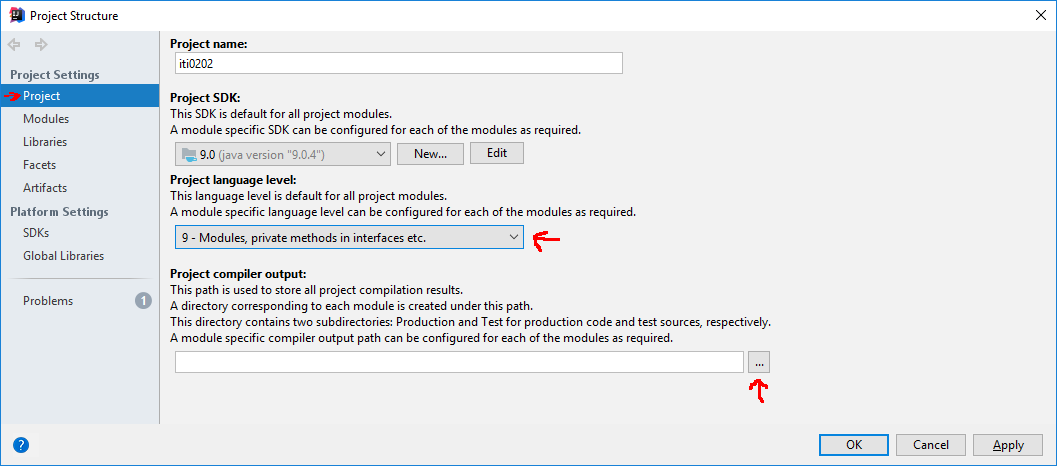 Project Structure
Project name:
iti0202
Project Settings
Project
Modules
Libraries
Facets
Artifacts
Platform Settings
SDKs
Global Libraries
Problems
1
Project SDK:
This SDK is default for all project modules.
A module specific SDK can be configured for each of the modules as required.
9.0 (java version "9.0.4")
New...
Edit
Project language level:
This language level is default for all project modules.
A module specific language level can be configured for each of the modules as required.
9 - Modules, private methods in interfaces etc.
Project compiler output:
This path is used to store all project compilation results.
A directory corresponding to each module is created under this path.
This directory contains two subdirectories: Production and Test for production code and test sources, respectively.
A module specific compiler output path can be configured for each of the modules as required.
...
?
OK
Cancel
Apply